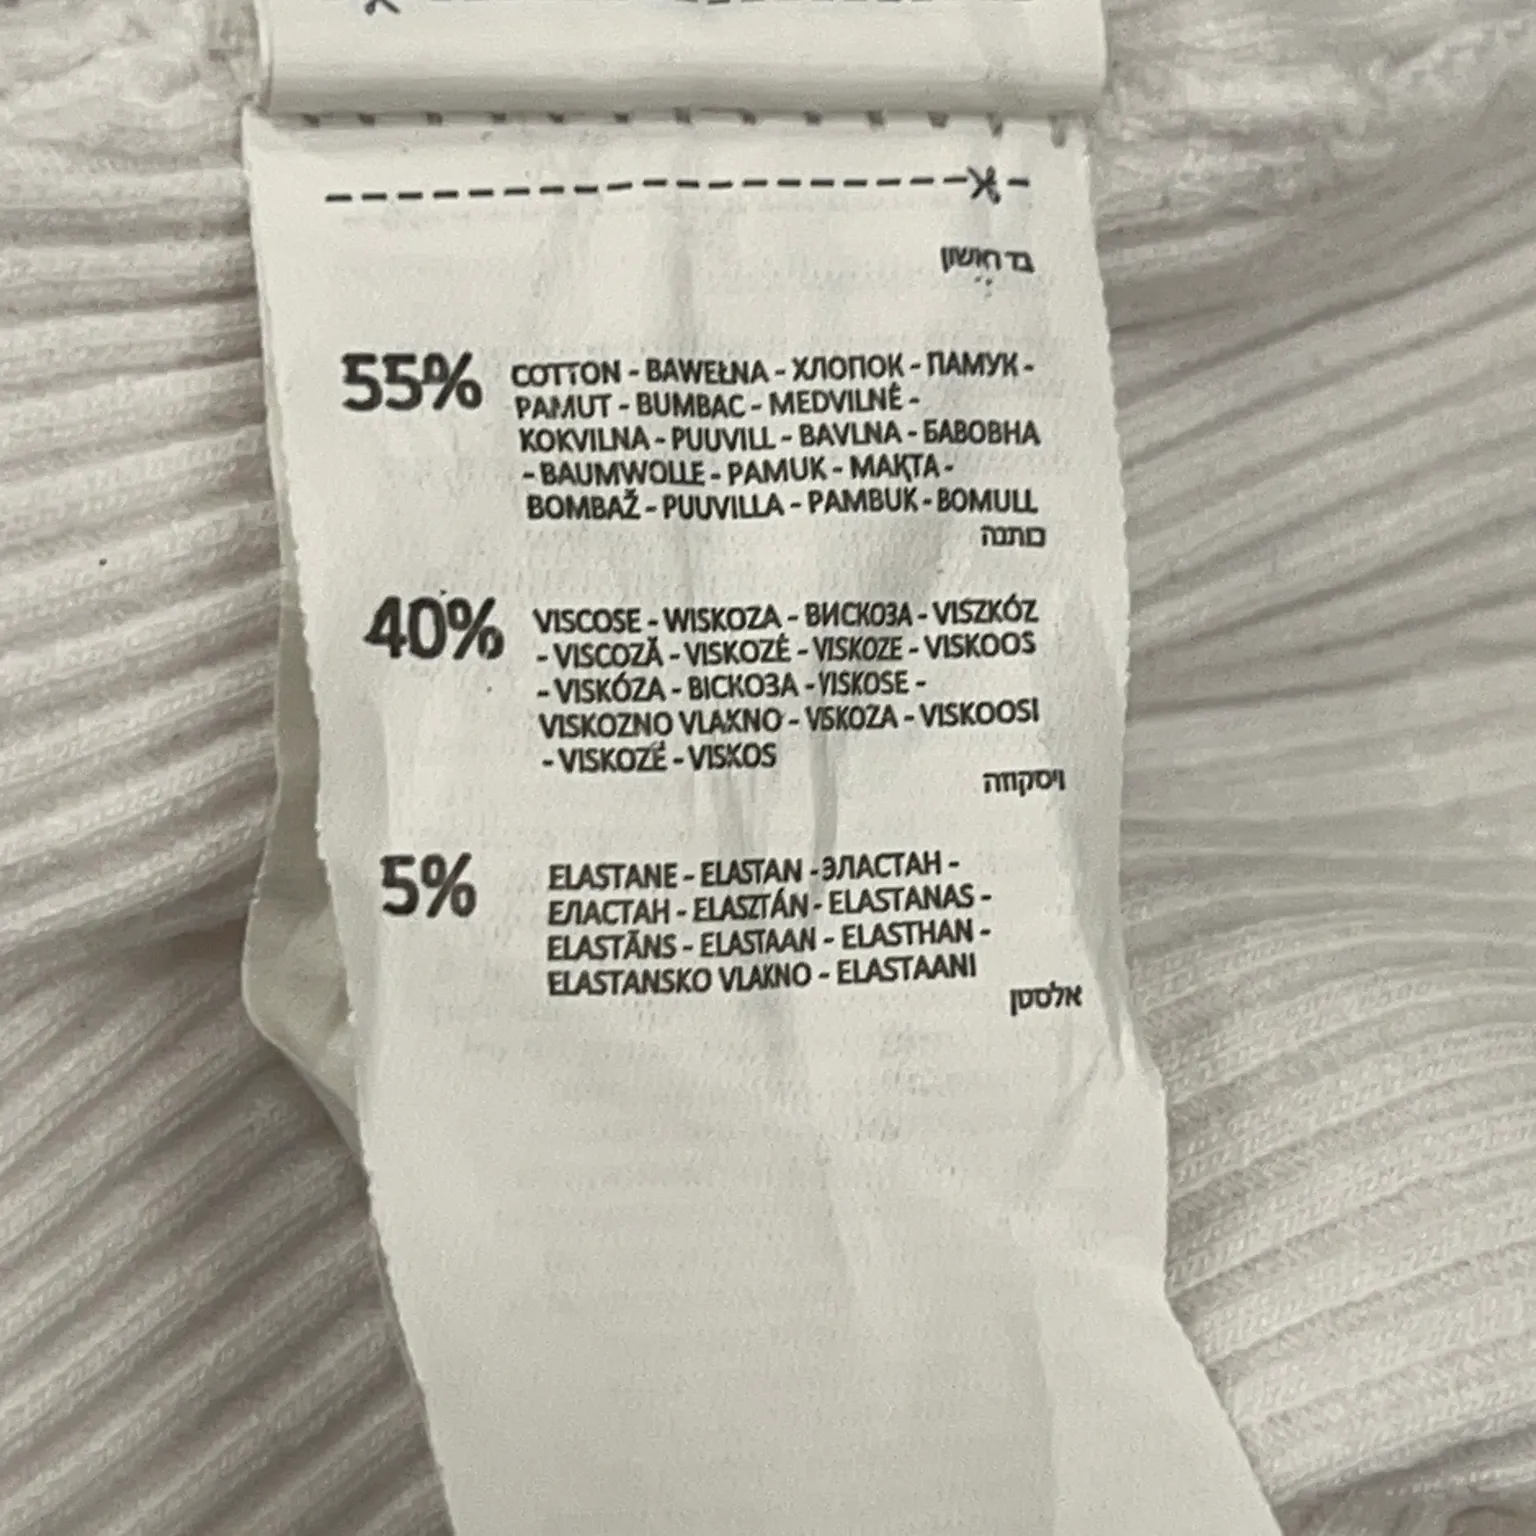 בד ראשון
55% COTTON - BAWEŁNA - ХЛОПОК - ПАМУК -
PAMUT - BUMBAC - MEDVILNĖ -
KOKVILNA - PUUVILL - BAVLNA - БАВОВНА
- BAUMWOLLE - PAMUK - МАҚТА -
BOMBAŽ - PUUVILLA - PAMBUK - BOMULL
כותנה
40% VISCOSE - WISKOZA - ВИСКОЗА - VISZKÓZ
- VISCOZĂ - VISKOZĖ - VISKOZE - VISKOOS
- VISKÓZA - ВІСКОЗА - VISKOSE -
VISKOZNO VLAKNO - VISKOZA - VISKOOSI
- VISKOZË - VISKOS
ויסקוזה
5% ELASTANE - ELASTAN - ЭЛАСТАН -
ЕЛАСТАН - ELASZTÁN - ELASTANAS -
ELASTĀNS - ELASTAAN - ELASTHAN -
ELASTANSKO VLAKNO - ELASTAANI
אלסטן